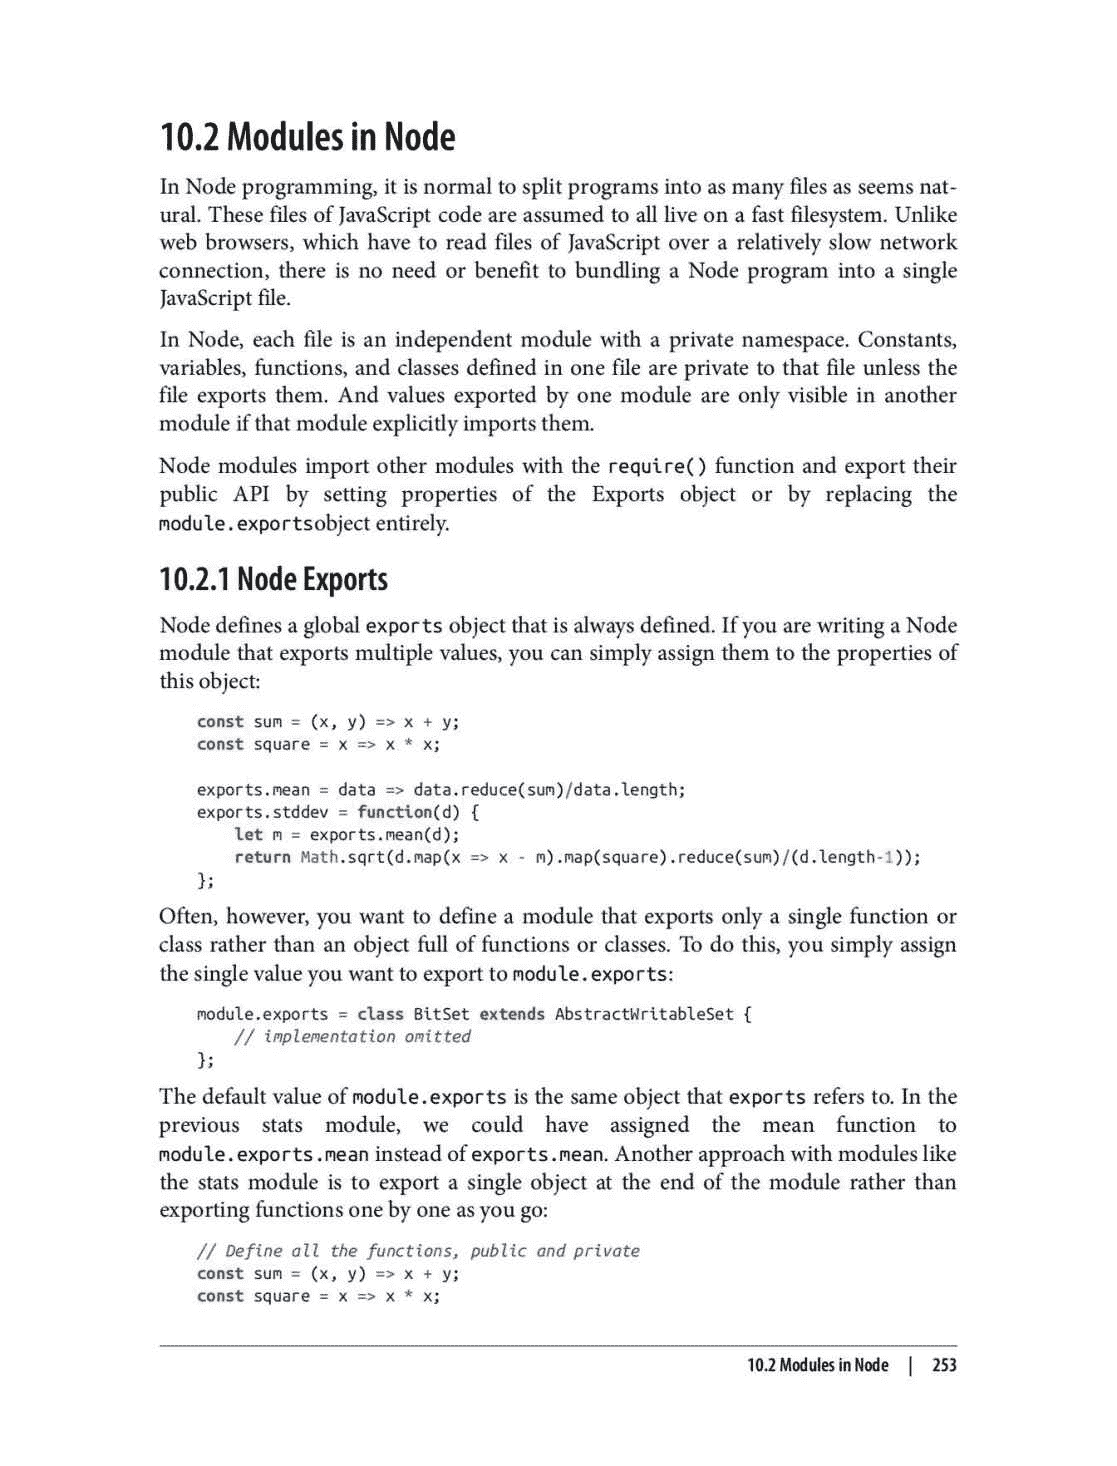 10.2 Modules in Node
In Node programming, it is normal to split programs into as many files as seems nat-
ural. These files of JavaScript code are assumed to all live on a fast filesystem. Unlike
web browsers, which have to read files of JavaScript over a relatively slow network
connection, there is no need or benefit to bundling a Node program into a single
JavaScript file.
In Node, each file is an independent module with a private namespace. Constants,
variables, functions, and classes defined in one file are private to that file unless the
file exports them. And values exported by one module are only visible in another
module if that module explicitly imports them.
Node modules import other modules with the require() function and export their
public API by setting properties of the Exports object or by replacing the
module.exportsobject entirely.
10.2.1 Node Exports
Node defines a global exports object that is always defined. If you are writing a Node
module that exports multiple values, you can simply assign them to the properties of
this object:
const sum = (x, y) => x + y;
const square = x => x * x;
exports.mean = data => data.reduce(sum)/data.length;
exports.stddev = function(d) {
    let m = exports.mean(d);
    return Math.sqrt(d.map(x => x - m).map(square).reduce(sum)/(d.length-1));
};
Often, however, you want to define a module that exports only a single function or
class rather than an object full of functions or classes. To do this, you simply assign
the single value you want to export to module.exports:
module.exports = class BitSet extends AbstractWritableSet {
    // implementation omitted
};
The default value of module.exports is the same object that exports refers to. In the
previous stats module, we could have assigned the mean function to
module.exports.mean instead of exports.mean. Another approach with modules like
the stats module is to export a single object at the end of the module rather than
exporting functions one by one as you go:
// Define all the functions, public and private
const sum = (x, y) => x + y;
const square = x => x * x;
10.2 Modules in Node | 253